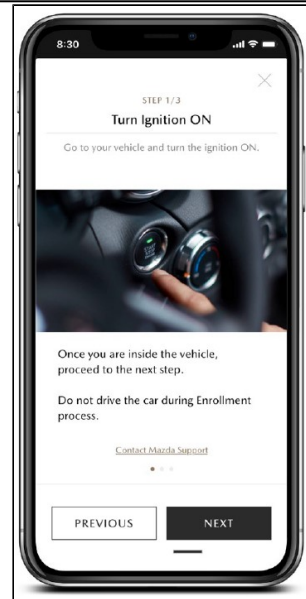 8:30
STEP 1/3
Turn Ignition ON
Go to your vehicle and turn the ignition ON.
Once you are inside the vehicle,
proceed to the next step.
Do not drive the car during Enrollment
process.
Contact Mazda Support
PREVIOUS
NEXT